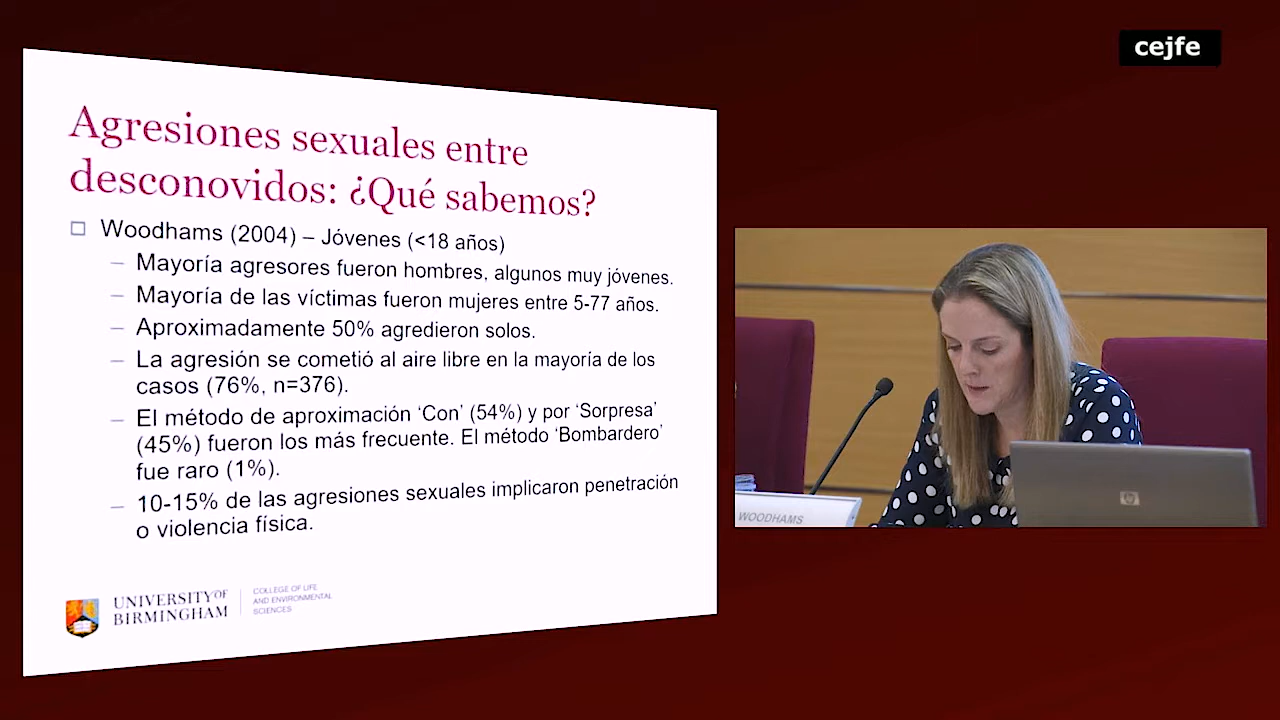 cejfe
Agresiones sexuales entre
desconovidos: ¿Qué sabemos?
Woodhams (2004) – Jóvenes (<18 años)
– Mayoría agresores fueron hombres, algunos muy jóvenes.
– Mayoría de las víctimas fueron mujeres entre 5-77 años.
– Aproximadamente 50% agredieron solos.
– La agresión se cometió al aire libre en la mayoría de los
casos (76%, n=376).
– El método de aproximación ‘Con’ (54%) y por ‘Sorpresa’
(45%) fueron los más frecuente. El método ‘Bombardero’
fue raro (1%).
– 10-15% de las agresiones sexuales implicaron penetración
o violencia física.
UNIVERSITY OF
BIRMINGHAM
COLLEGE OF LIFE
AND ENVIRONMENTAL
SCIENCES
WOODHAMS
hp